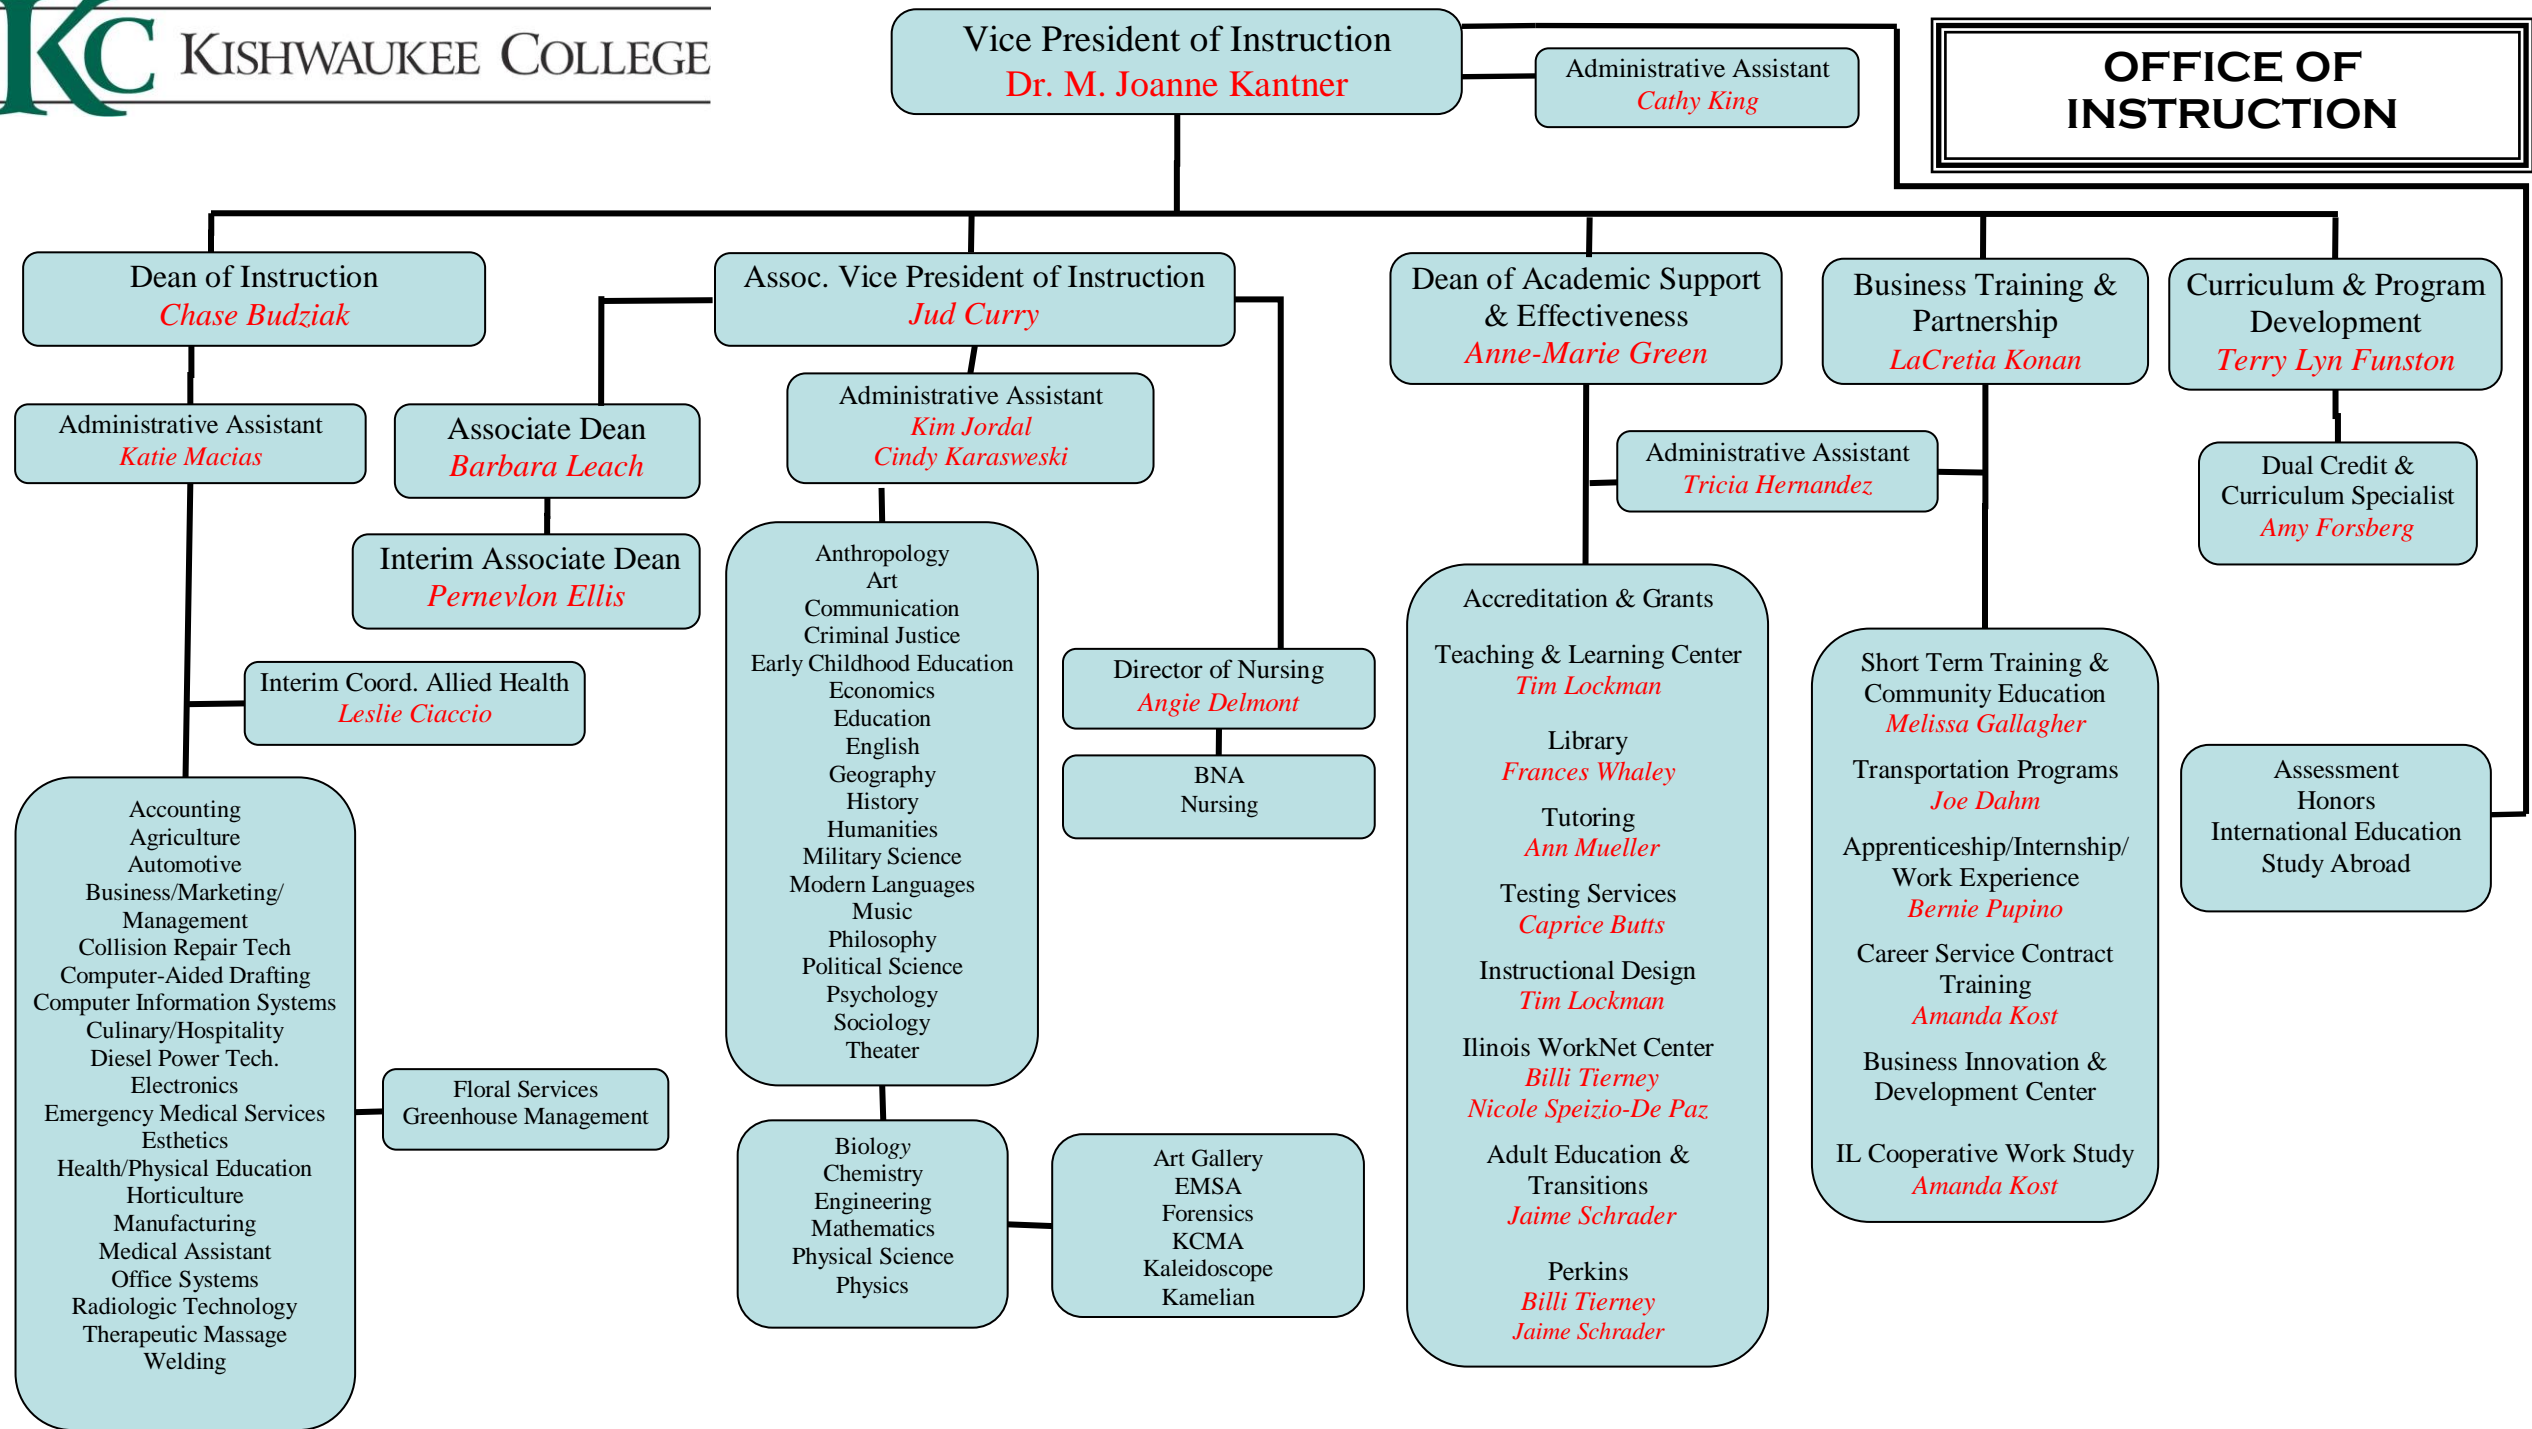 KC KISHWAUKEE COLLEGE
Vice President of Instruction
Dr. M. Joanne Kantner
Administrative Assistant
Cathy King
OFFICE OF
INSTRUCTION
Dean of Instruction
Chase Budziak
Assoc. Vice President of Instruction
Jud Curry
Dean of Academic Support
& Effectiveness
Anne-Marie Green
Business Training &
Partnership
LaCretia Konan
Curriculum & Program
Development
Terry Lyn Funston
Administrative Assistant
Katie Macias
Associate Dean
Barbara Leach
Administrative Assistant
Kim Jordal
Cindy Karasweski
Administrative Assistant
Tricia Hernandez
Dual Credit &
Curriculum Specialist
Amy Forsberg
Interim Associate Dean
Pernevlon Ellis
Interim Coord. Allied Health
Leslie Ciaccio
Accounting
Agriculture
Automotive
Business/Marketing/
Management
Collision Repair Tech
Computer-Aided Drafting
Computer Information Systems
Culinary/Hospitality
Diesel Power Tech.
Electronics
Emergency Medical Services
Esthetics
Health/Physical Education
Horticulture
Manufacturing
Medical Assistant
Office Systems
Radiologic Technology
Therapeutic Massage
Welding
Floral Services
Greenhouse Management
Anthropology
Art
Communication
Criminal Justice
Early Childhood Education
Economics
Education
English
Geography
History
Humanities
Military Science
Modern Languages
Music
Philosophy
Political Science
Psychology
Sociology
Theater
Biology
Chemistry
Engineering
Mathematics
Physical Science
Physics
Art Gallery
EMSA
Forensics
KCMA
Kaleidoscope
Kamelian
Director of Nursing
Angie Delmont
BNA
Nursing
Accreditation & Grants
Teaching & Learning Center
Tim Lockman
Library
Frances Whaley
Tutoring
Ann Mueller
Testing Services
Caprice Butts
Instructional Design
Tim Lockman
Ilinois WorkNet Center
Billi Tierney
Nicole Speizio-De Paz
Adult Education &
Transitions
Jaime Schrader
Perkins
Billi Tierney
Jaime Schrader
Short Term Training &
Community Education
Melissa Gallagher
Transportation Programs
Joe Dahm
Apprenticeship/Internship/
Work Experience
Bernie Pupino
Career Service Contract
Training
Amanda Kost
Business Innovation &
Development Center
IL Cooperative Work Study
Amanda Kost
Assessment
Honors
International Education
Study Abroad